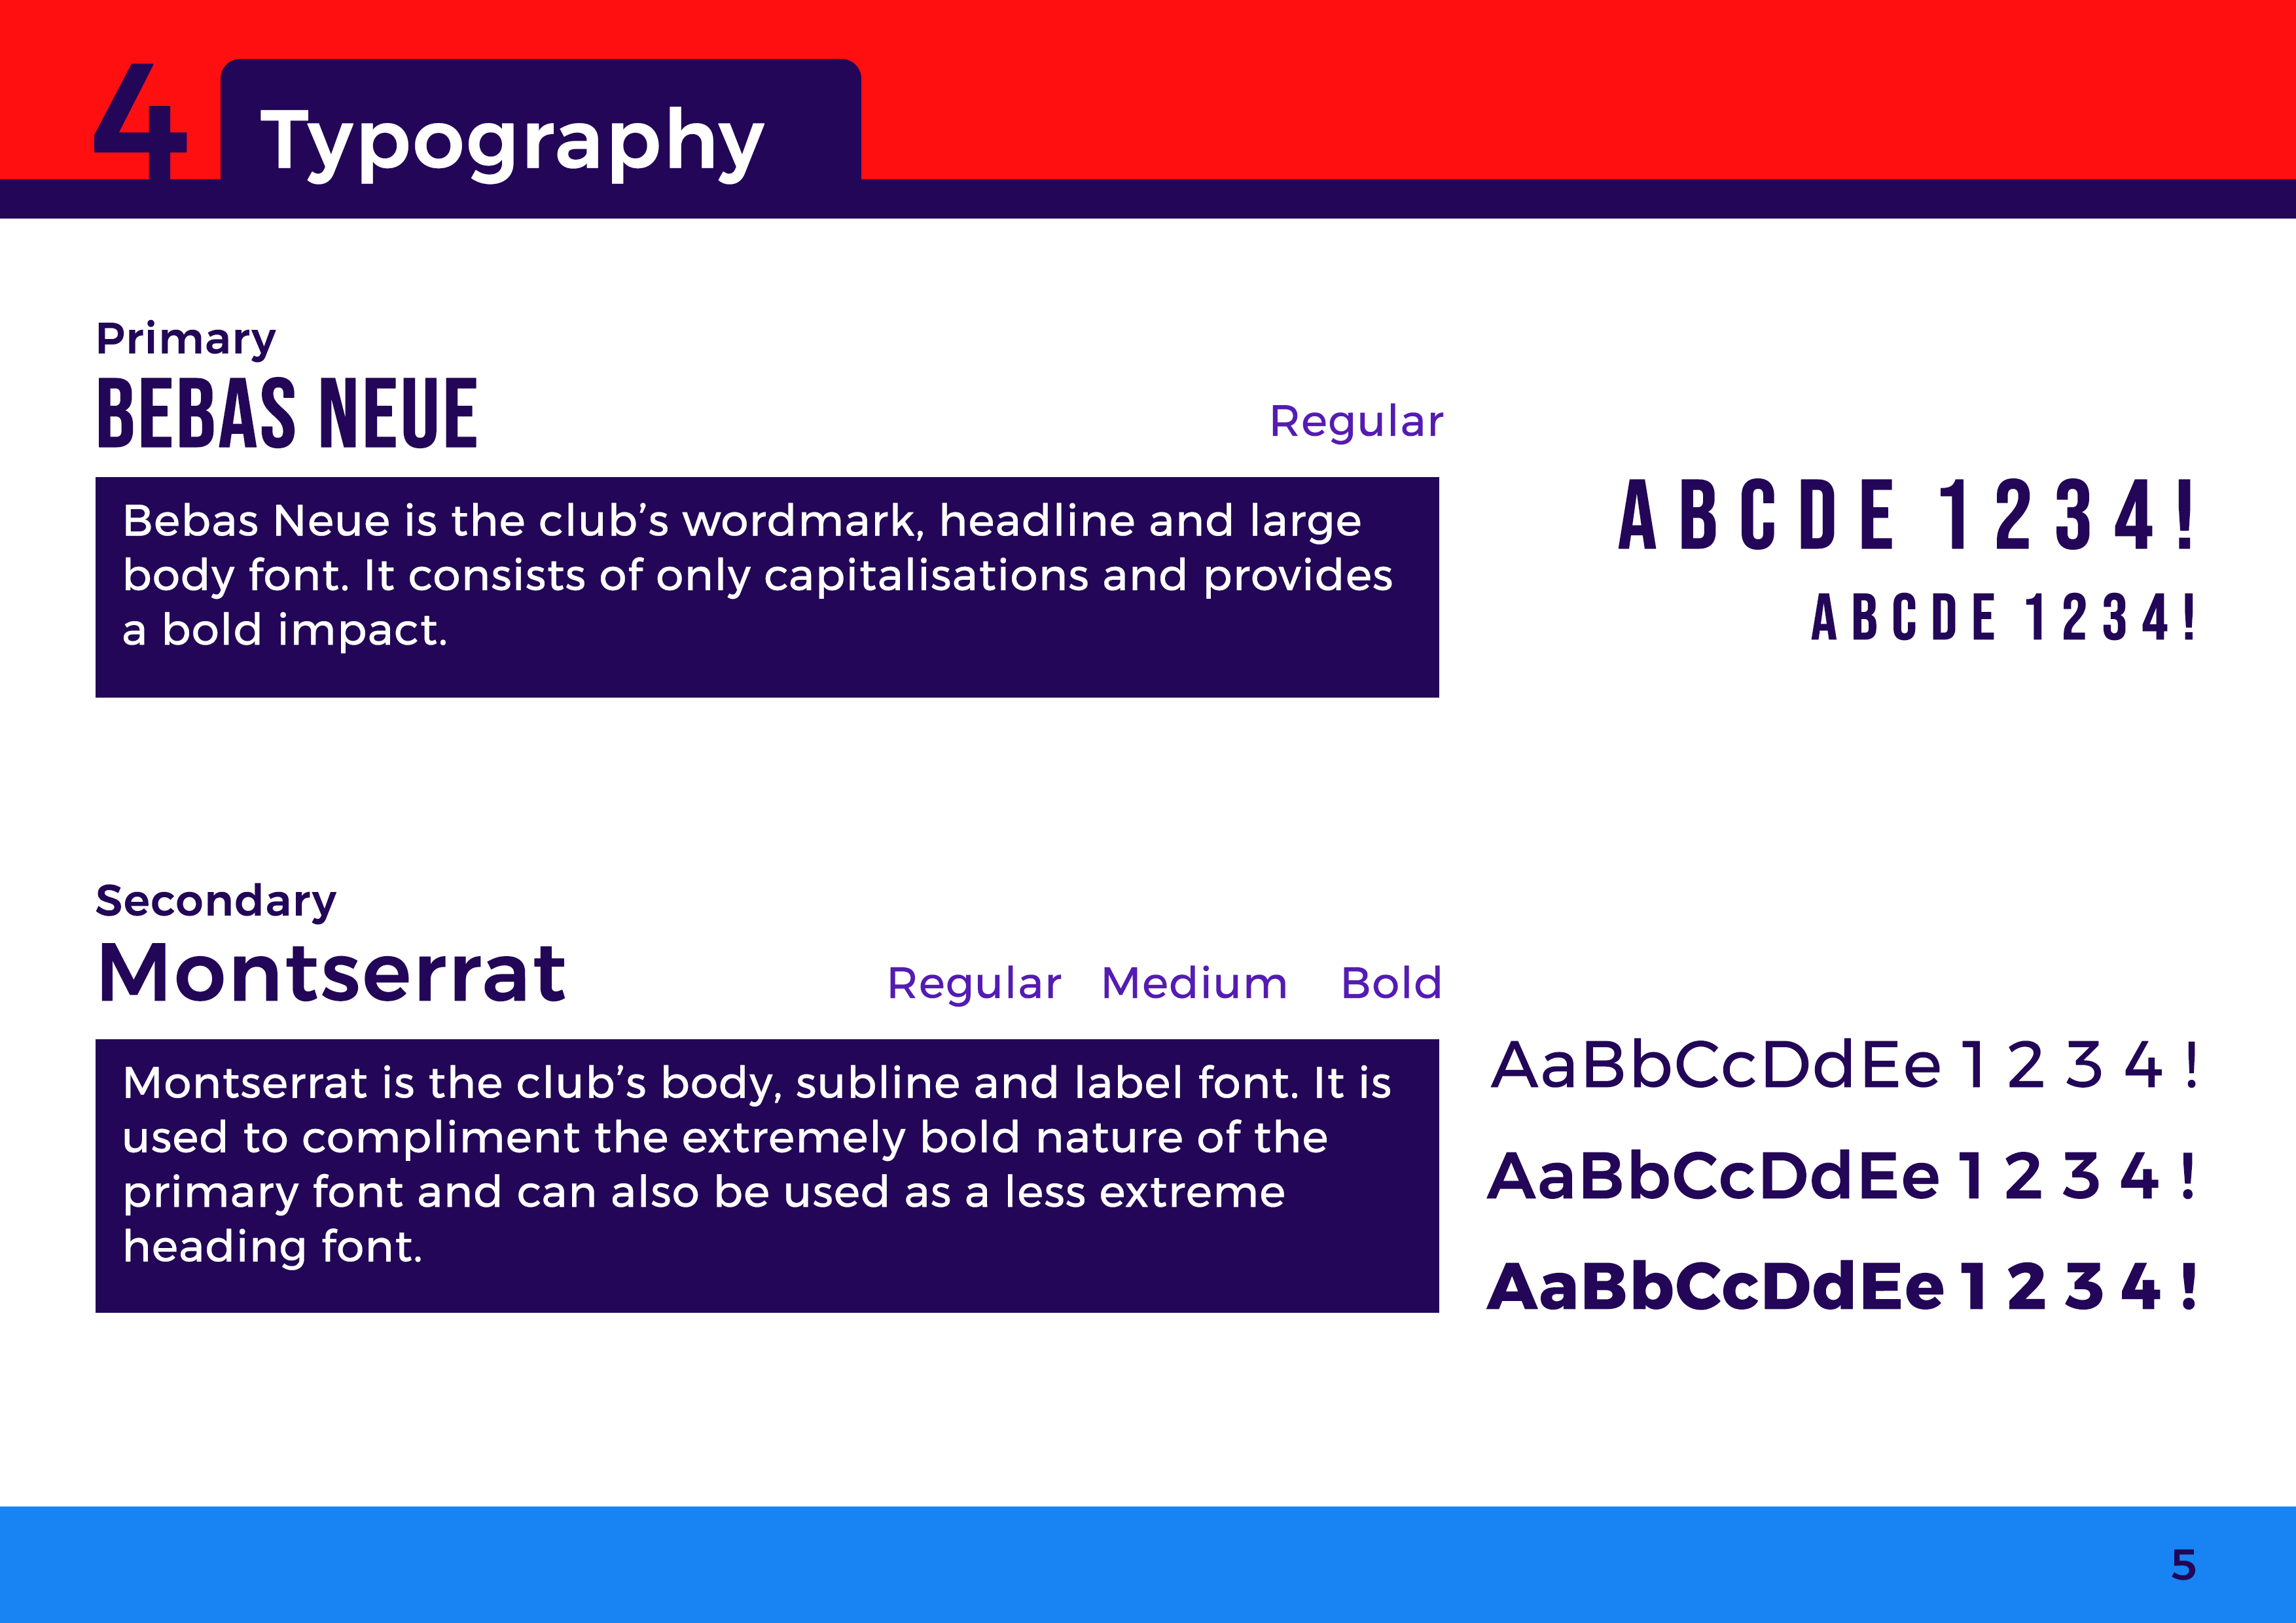 4 Typography
Primary
BEBAS NEUE
Regular
Bebas Neue is the club’s wordmark, headline and large
body font. It consists of only capitalisations and provides
a bold impact.
A B C D E 1 2 3 4 !
A B C D E 1 2 3 4 !
Secondary
Montserrat
Regular Medium Bold
Montserrat is the club’s body, subline and label font. It is
used to compliment the extremely bold nature of the
primary font and can also be used as a less extreme
heading font.
AaBbCcDdEe 1 2 3 4 !
AaBbCcDdEe 1 2 3 4 !
AaBbCcDdEe 1 2 3 4 !
5